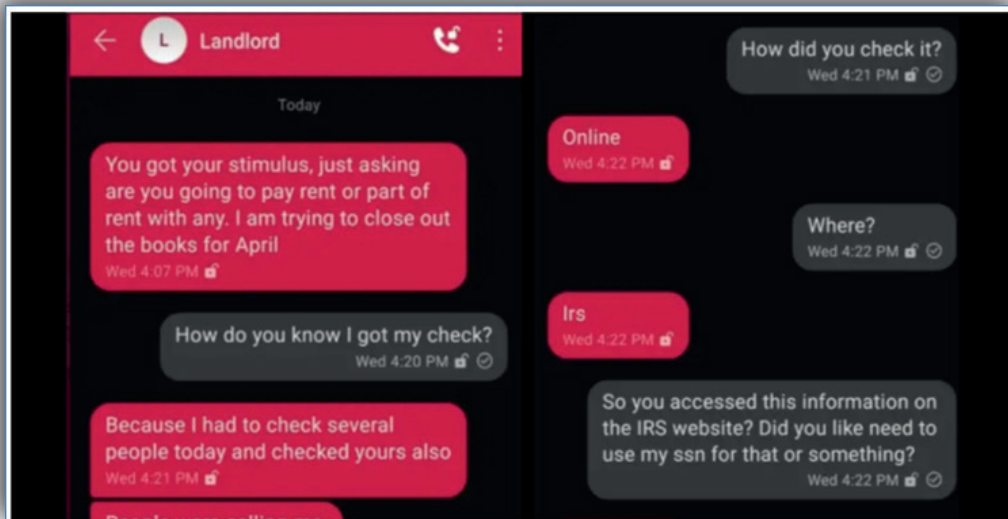 L
Landlord
Today
You got your stimulus, just asking
are you going to pay rent or part of
rent with any. I am trying to close out
the books for April
Wed 4:07 PM
How do you know I got my check?
Wed 4:20 PM
Because I had to check several
people today and checked yours also
Wed 4:21 PM
How did you check it?
Wed 4:21 PM
Online
Wed 4:22 PM
Where?
Wed 4:22 PM
Irs
Wed 4:22 PM
So you accessed this information on
the IRS website? Did you like need to
use my ssn for that or something?
Wed 4:22 PM